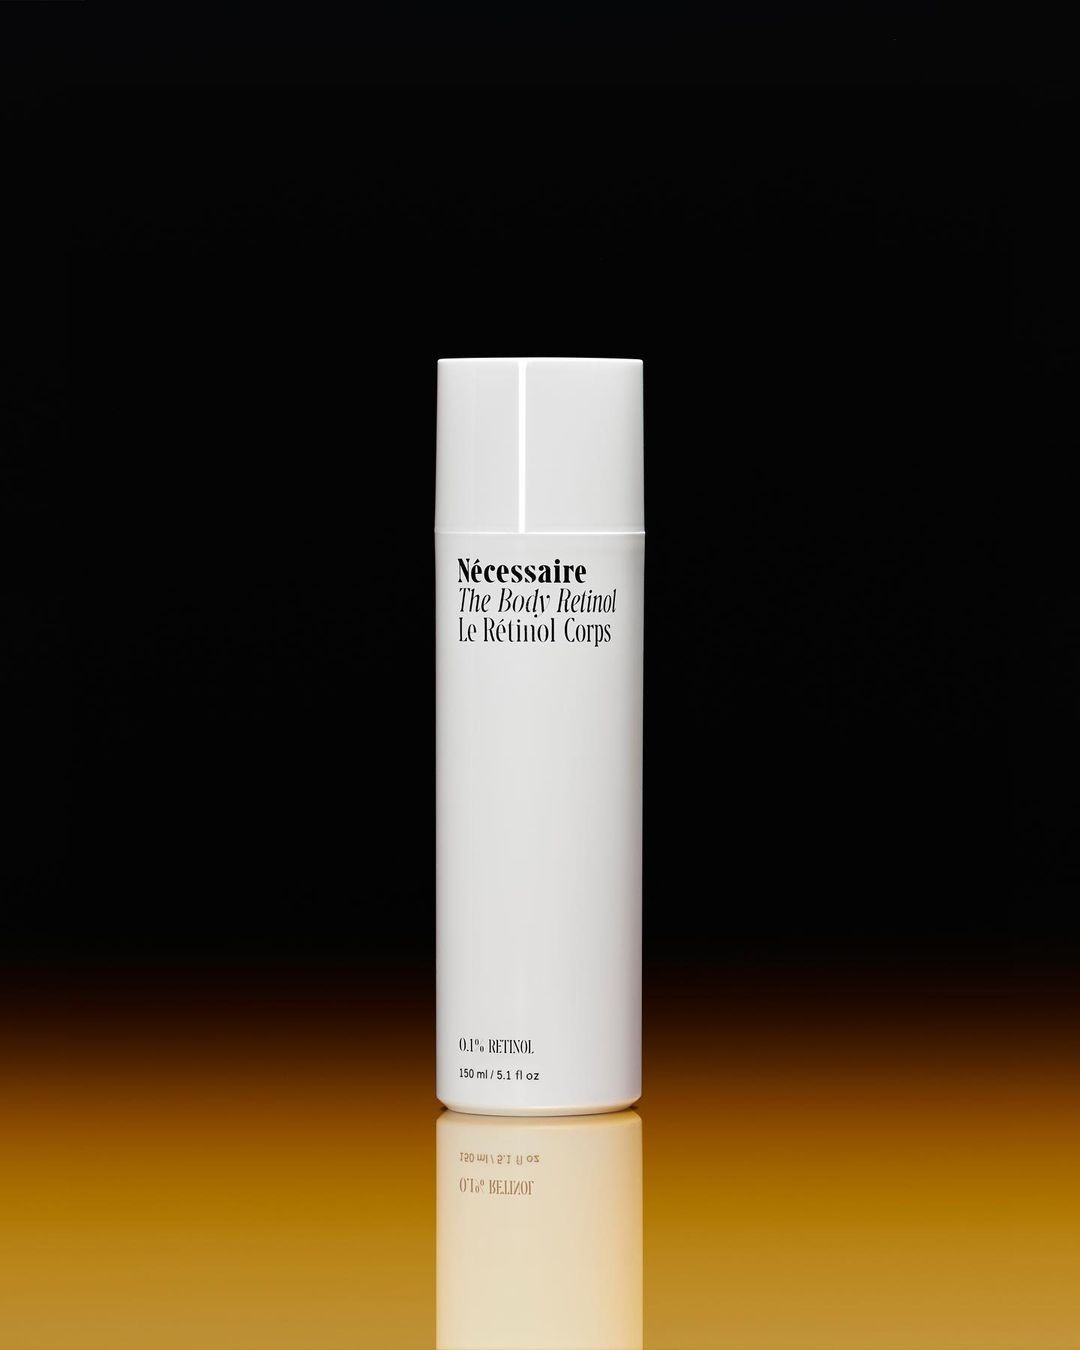 Nécessaire
The Body Retinol
Le Rétinol Corps
0.1% RETINOL
150 ml / 5.1 fl oz